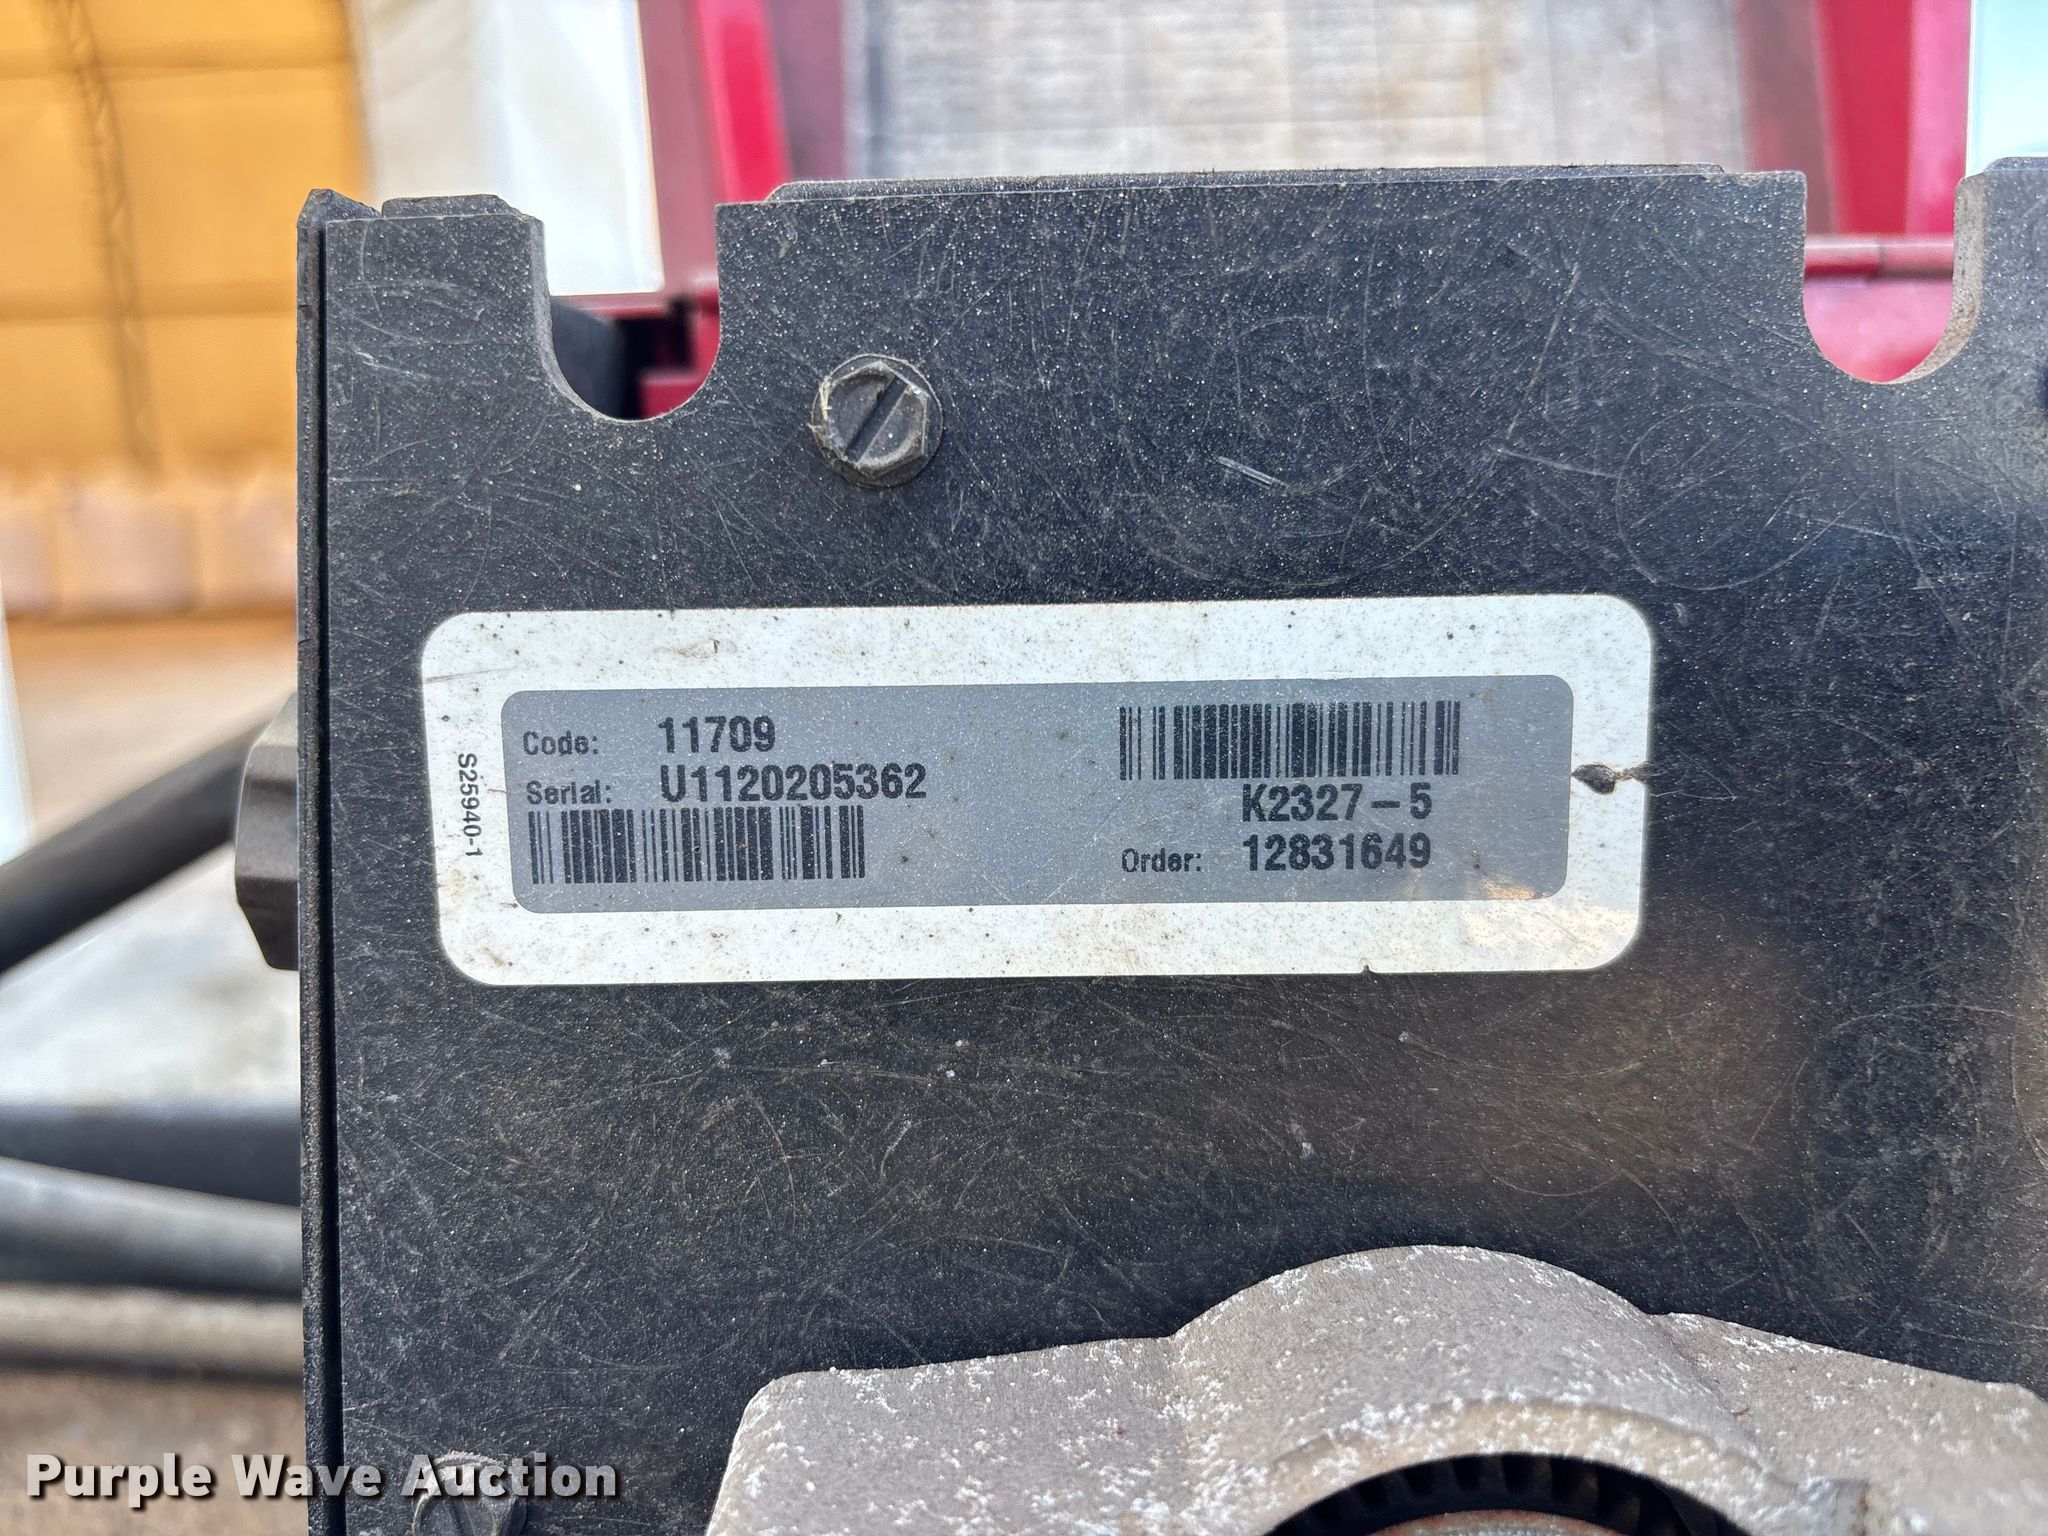 Code: 11709
Serial: U1120205362
K2327-5
Order: 12831649
S25940-1
Purple Wave Auction